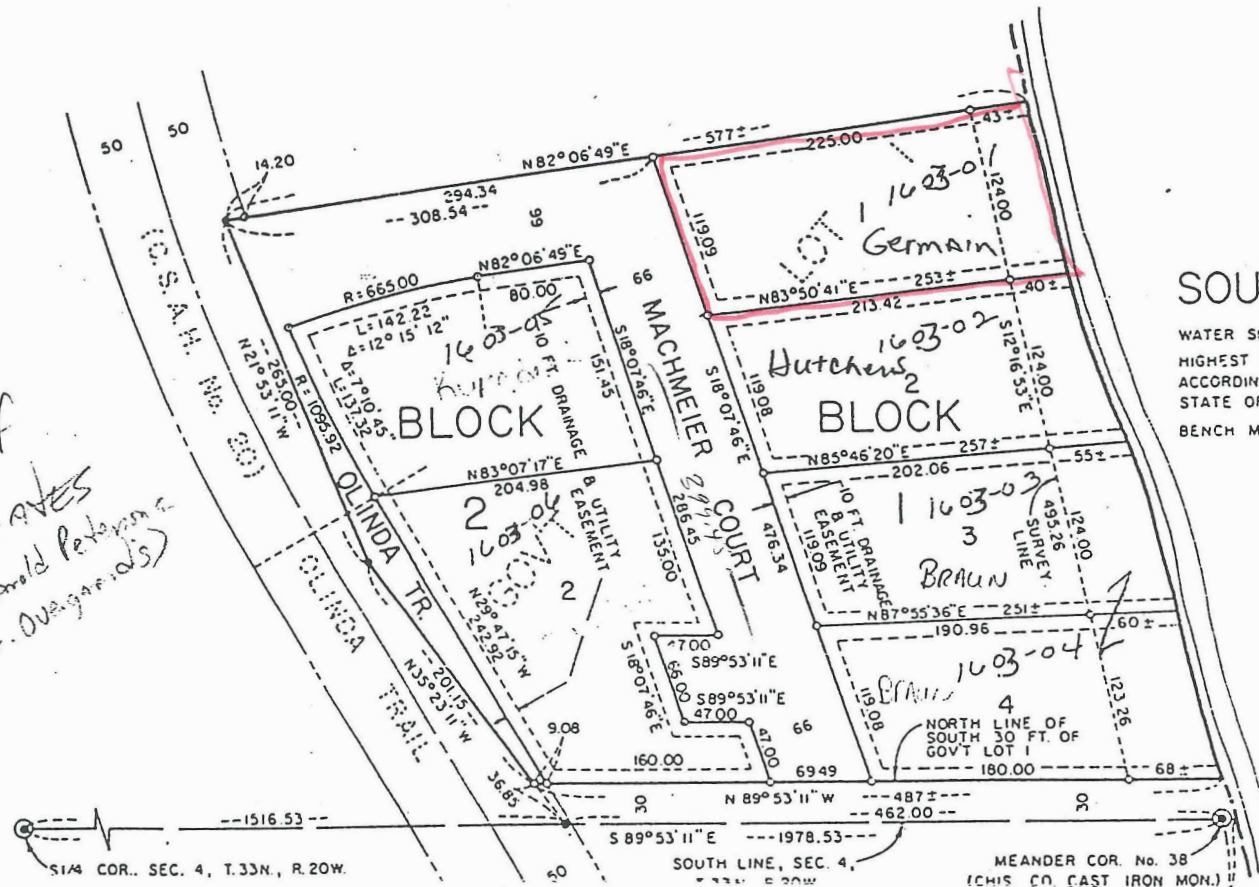 50
50
14.20
N82°06'49"E
294.34
--308.54--
66
--577±--
225.00
43±
R=665.00
N82°06'49"E
80.00
L=142.22
Δ=12°15'12"
66
119.09
LOT
1
1603-0
Germain
124.00
(C.S.A.H. No. 20)
--265.00--
N21°53'11"W
R=1095.92
Δ=7°10'45"
L=137.32
1603-0
10 FT. DRAINAGE
& UTILITY
EASEMENT
BLOCK
2
S18°07'46"E
151.45
MACHMEIER COURT
N83°50'41"E
253±
213.42
40±
Hutchens
1603-02
2
BLOCK
1
S18°07'46"E
119.08
S12°16'53"E
124.00
SOU
WATER S
HIGHEST
ACCORDIN
STATE O
BENCH M
N83°07'17"E
204.98
N85°46'20"E
257±
202.06
55±
1603-06
GOV'T
2
286.45
135.00
476.34
10 FT. DRAINAGE
& UTILITY
EASEMENT
119.09
1603-03
3
BRAUN
495.26
SURVEY
LINE
124.00
OLINDA TR.
OLINDA
TRAIL
N29°47'15"W
242.92
N87°55'36"E
251±
190.96
60±
47.00
S89°53'11"E
S18°07'46"E
66.00
S89°53'11"E
47.00
47.00
66
Braun
1603-04
4
119.08
123.26
NORTH LINE OF
SOUTH 30 FT. OF
GOV'T LOT 1
--201.15--
N35°23'11"W
9.08
160.00
69.49
180.00
68±
36.85
30
N 89°53'11"W
--487±--
30
--1516.53--
S 89°53'11"E
---1978.53---
--462.00--
S1/4 COR., SEC. 4, T.33N., R.20W.
50
SOUTH LINE, SEC. 4,
T.33N., R.20W.
MEANDER COR. No. 38
(CHIS. CO. CAST IRON MON.)